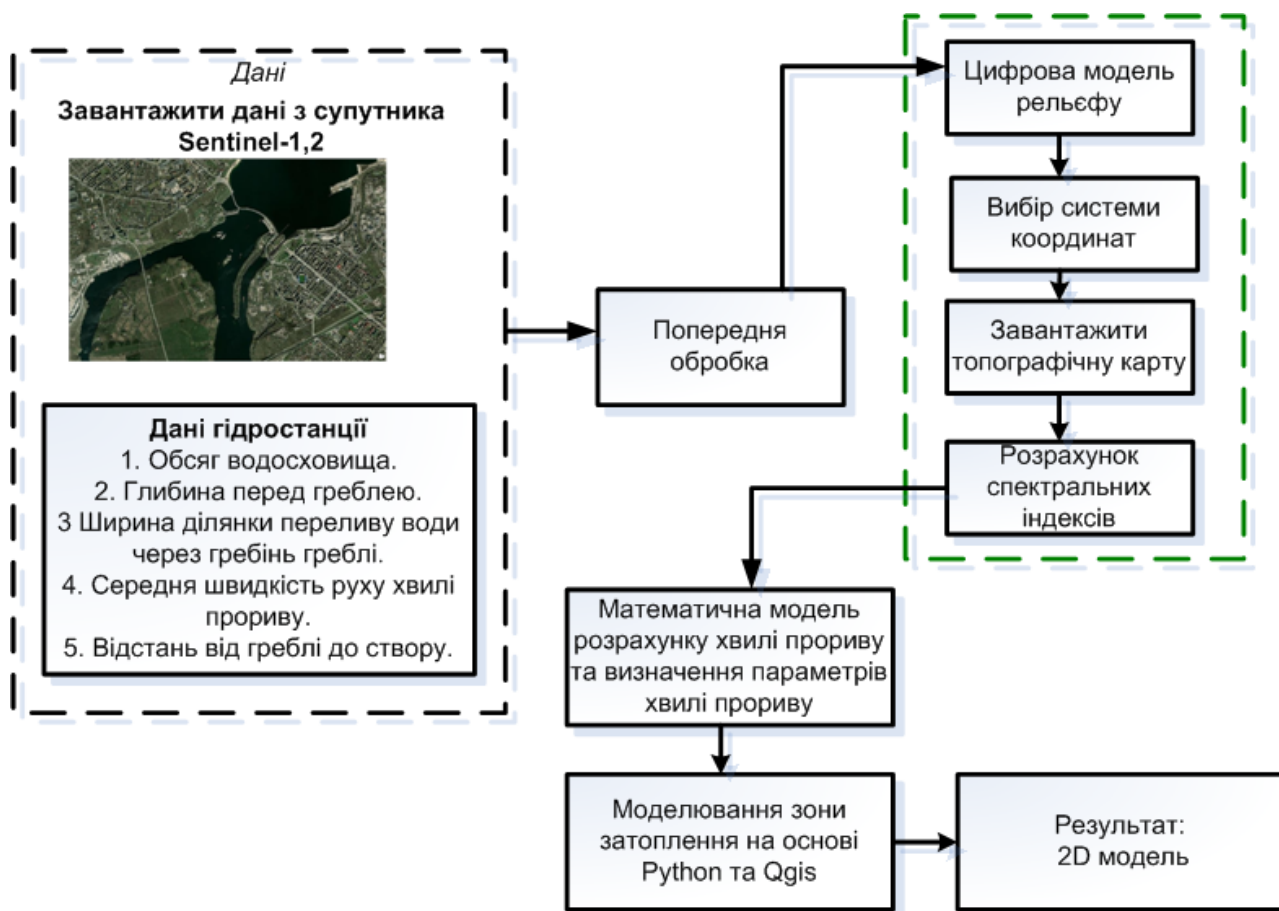 Дані
Завантажити дані з супутника
Sentinel-1,2
Дані гідростанції
1. Обсяг водосховища.
2. Глибина перед греблею.
3 Ширина ділянки переливу води
через гребінь греблі.
4. Середня швидкість руху хвилі
прориву.
5. Відстань від греблі до створу.
Попередня
обробка
Цифрова модель
рельєфу
Вибір системи
координат
Завантажити
топографічну карту
Розрахунок
спектральних
індексів
Математична модель
розрахунку хвилі прориву
та визначення параметрів
хвилі прориву
Моделювання зони
затоплення на основі
Python та Qgis
Результат:
2D модель